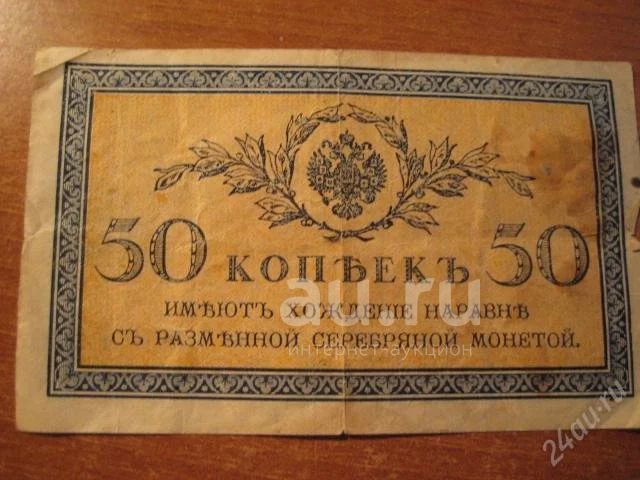 50 КОПѢЕКЪ 50
ИМѢЮТЪ ХОЖДЕНІЕ НАРАВНѢ
СЪ РАЗМѢННОЙ СЕРЕБРЯНОЙ МОНЕТОЙ.
au.ru
интернет-аукцион
24au.ru